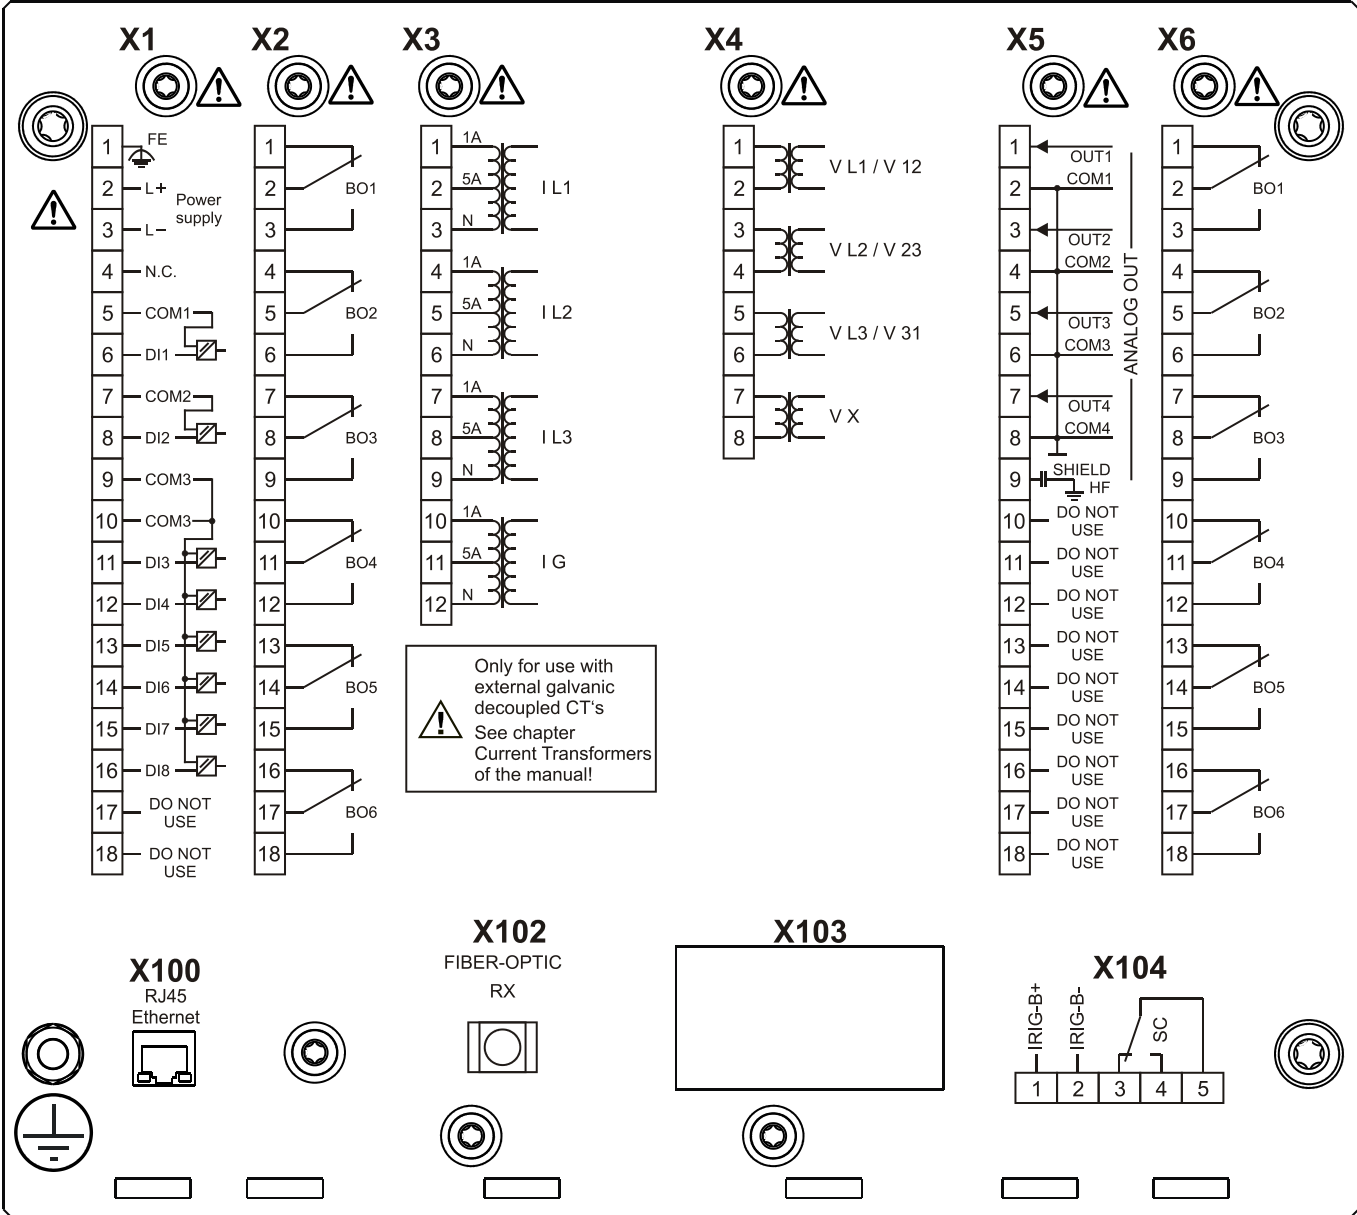 X1
X2
X3
X4
X5
X6
1 FE
2 L+
3 L−
Power
supply
4 N.C.
5 COM1
6 DI1
7 COM2
8 DI2
9 COM3
10 COM3
11 DI3
12 DI4
13 DI5
14 DI6
15 DI7
16 DI8
17 DO NOT
USE
18 DO NOT
USE
1
2 BO1
3
4
5 BO2
6
7
8 BO3
9
10
11 BO4
12
13
14 BO5
15
16
17 BO6
18
1 1A
2 5A I L1
3 N
4 1A
5 5A I L2
6 N
7 1A
8 5A I L3
9 N
10 1A
11 5A I G
12 N
Only for use with
external galvanic
decoupled CT‘s
See chapter
Current Transformers
of the manual!
1
V L1 / V 12
2
3
V L2 / V 23
4
5
V L3 / V 31
6
7
V X
8
1 OUT1
2 COM1
3 OUT2
4 COM2
5 OUT3
6 COM3
7 OUT4
8 COM4
ANALOG OUT
9 SHIELD
HF
10 DO NOT
USE
11 DO NOT
USE
12 DO NOT
USE
13 DO NOT
USE
14 DO NOT
USE
15 DO NOT
USE
16 DO NOT
USE
17 DO NOT
USE
18 DO NOT
USE
1
2 BO1
3
4
5 BO2
6
7
8 BO3
9
10
11 BO4
12
13
14 BO5
15
16
17 BO6
18
X100
RJ45
Ethernet
X102
FIBER-OPTIC
RX
X103
X104
IRIG-B+
IRIG-B-
SC
1 2 3 4 5